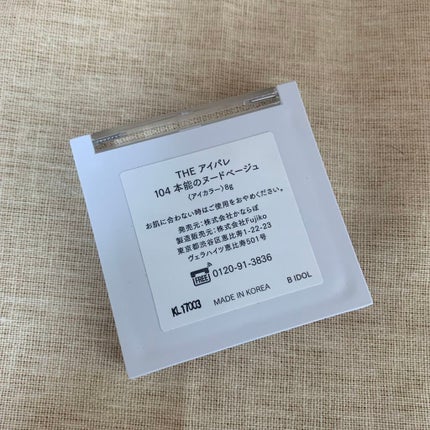 THE アイパレ
104 本能のヌードベージュ
〈アイカラー〉8g
お肌に合わない時はご使用をおやめください。
発売元：株式会社かならぼ
製造販売元：株式会社Fujiko
東京都渋谷区恵比寿1-22-23
ヴェラハイツ恵比寿501号
FREE 0120-91-3836
KL17003 MADE IN KOREA B IDOL